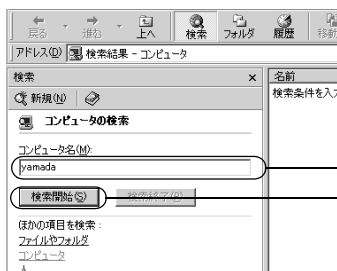 戻る 進む 上へ 検索 フォルダ 履歴 移動
アドレス(D) 検索結果 - コンピュータ
検索
新規(N)
コンピュータの検索
コンピュータ名(M):
yamada
検索開始(S) 検索終了(P)
ほかの項目を検索:
ファイルやフォルダ
コンピュータ
人
名前
検索条件を入力